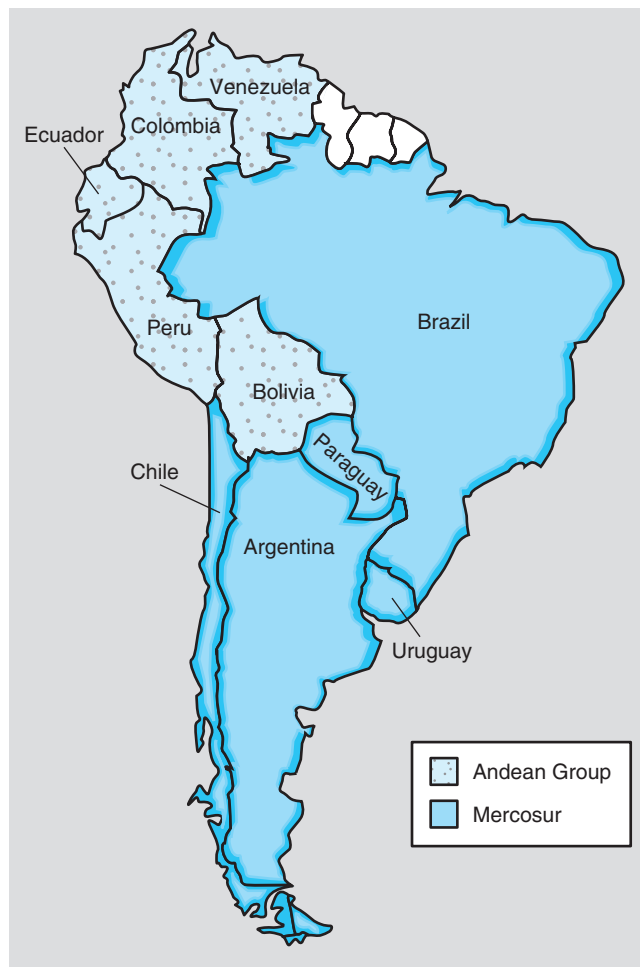 Venezuela
Colombia
Ecuador
Peru
Brazil
Bolivia
Paraguay
Chile
Argentina
Uruguay
Andean Group
Mercosur